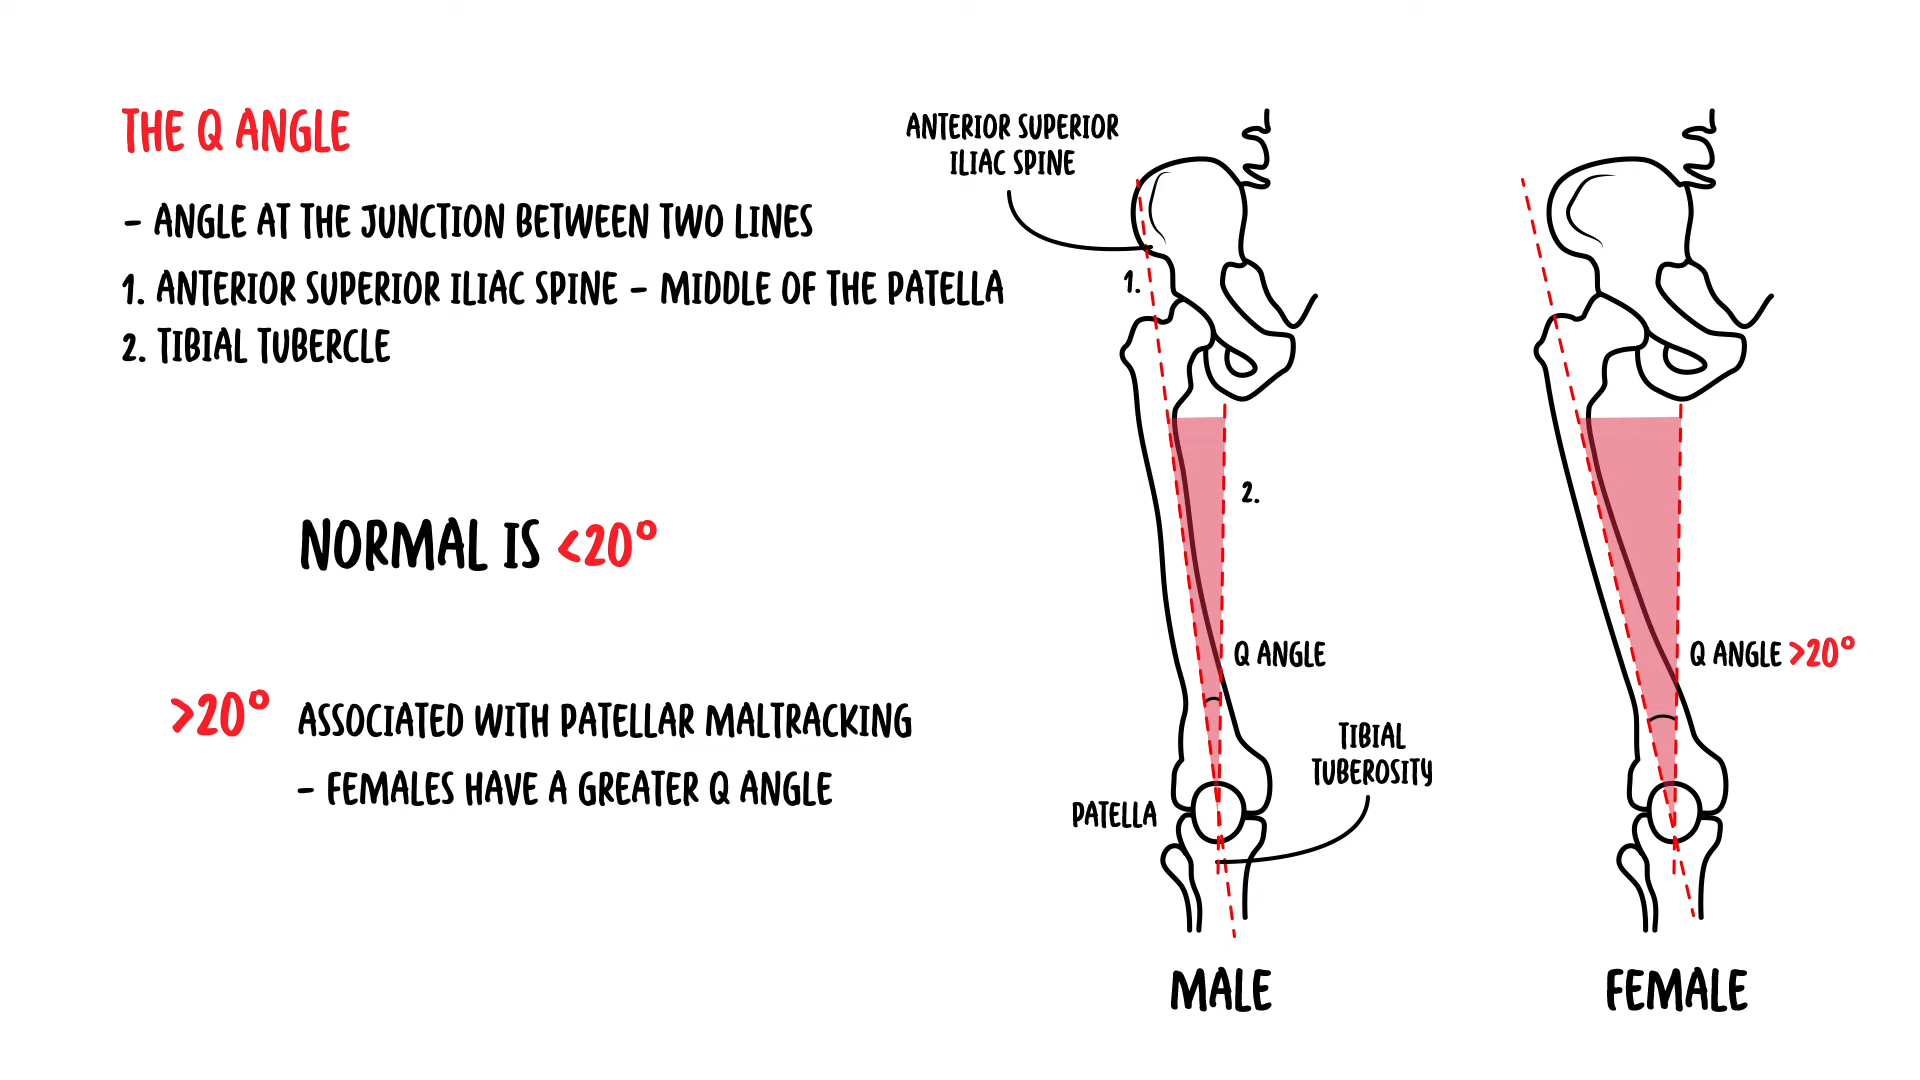 THE Q ANGLE
- ANGLE AT THE JUNCTION BETWEEN TWO LINES
1. ANTERIOR SUPERIOR ILIAC SPINE - MIDDLE OF THE PATELLA
2. TIBIAL TUBERCLE
NORMAL IS <20°
>20° ASSOCIATED WITH PATELLAR MALTRACKING
- FEMALES HAVE A GREATER Q ANGLE
ANTERIOR SUPERIOR
ILIAC SPINE
1.
2.
Q ANGLE
TIBIAL
TUBEROSITY
PATELLA
MALE
Q ANGLE >20°
FEMALE